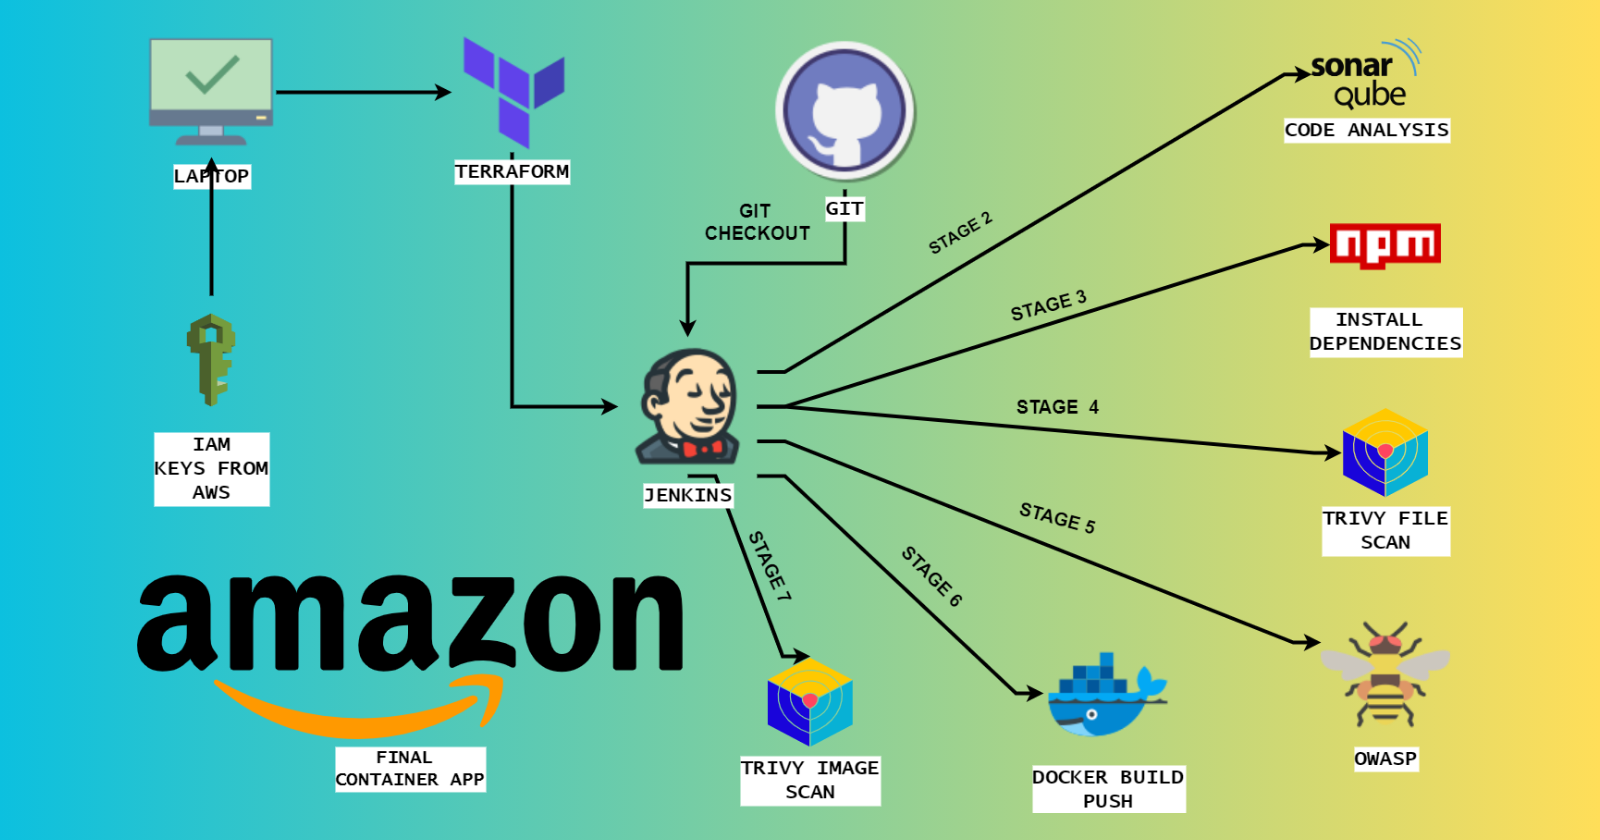 LAPTOP
TERRAFORM
GIT
GIT
CHECKOUT
IAM
KEYS FROM
AWS
JENKINS
STAGE 2
sonar
qube
CODE ANALYSIS
STAGE 3
npm
INSTALL
DEPENDENCIES
STAGE 4
TRIVY FILE
SCAN
STAGE 5
OWASP
STAGE 6
DOCKER BUILD
PUSH
STAGE 7
TRIVY IMAGE
SCAN
amazon
FINAL
CONTAINER APP